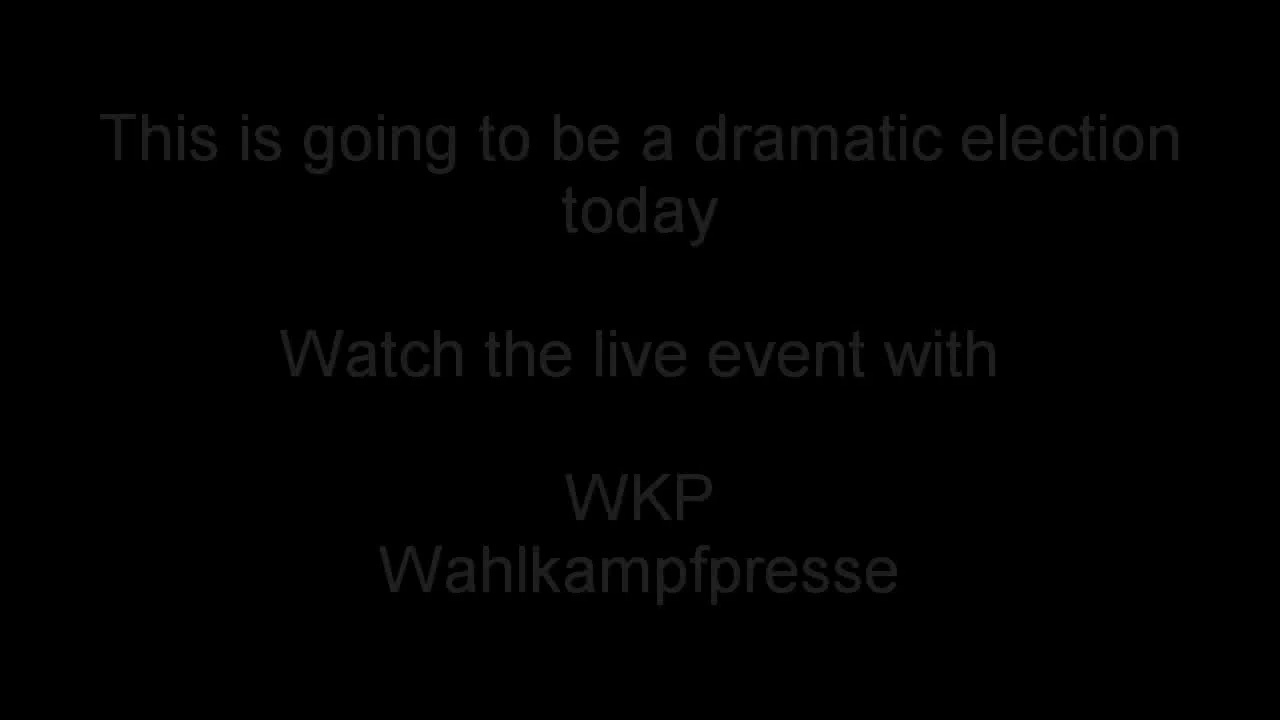 This is going to be a dramatic election
today
Watch the live event with
WKP
Wahlkampfpresse